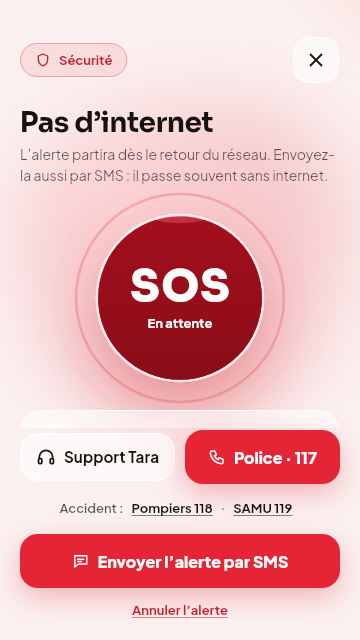 Sécurité
Pas d’internet
L’alerte partira dès le retour du réseau. Envoyez-
la aussi par SMS : il passe souvent sans internet.
SOS
En attente
Support Tara
Police · 117
Accident : Pompiers 118 · SAMU 119
Envoyer l’alerte par SMS
Annuler l’alerte